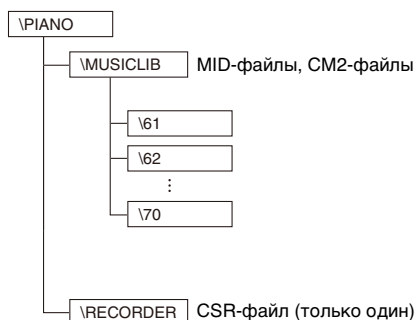 \PIANO
\MUSICLIB MID-файлы, CM2-файлы
\61
\62
⋮
\70
\RECORDER CSR-файл (только один)